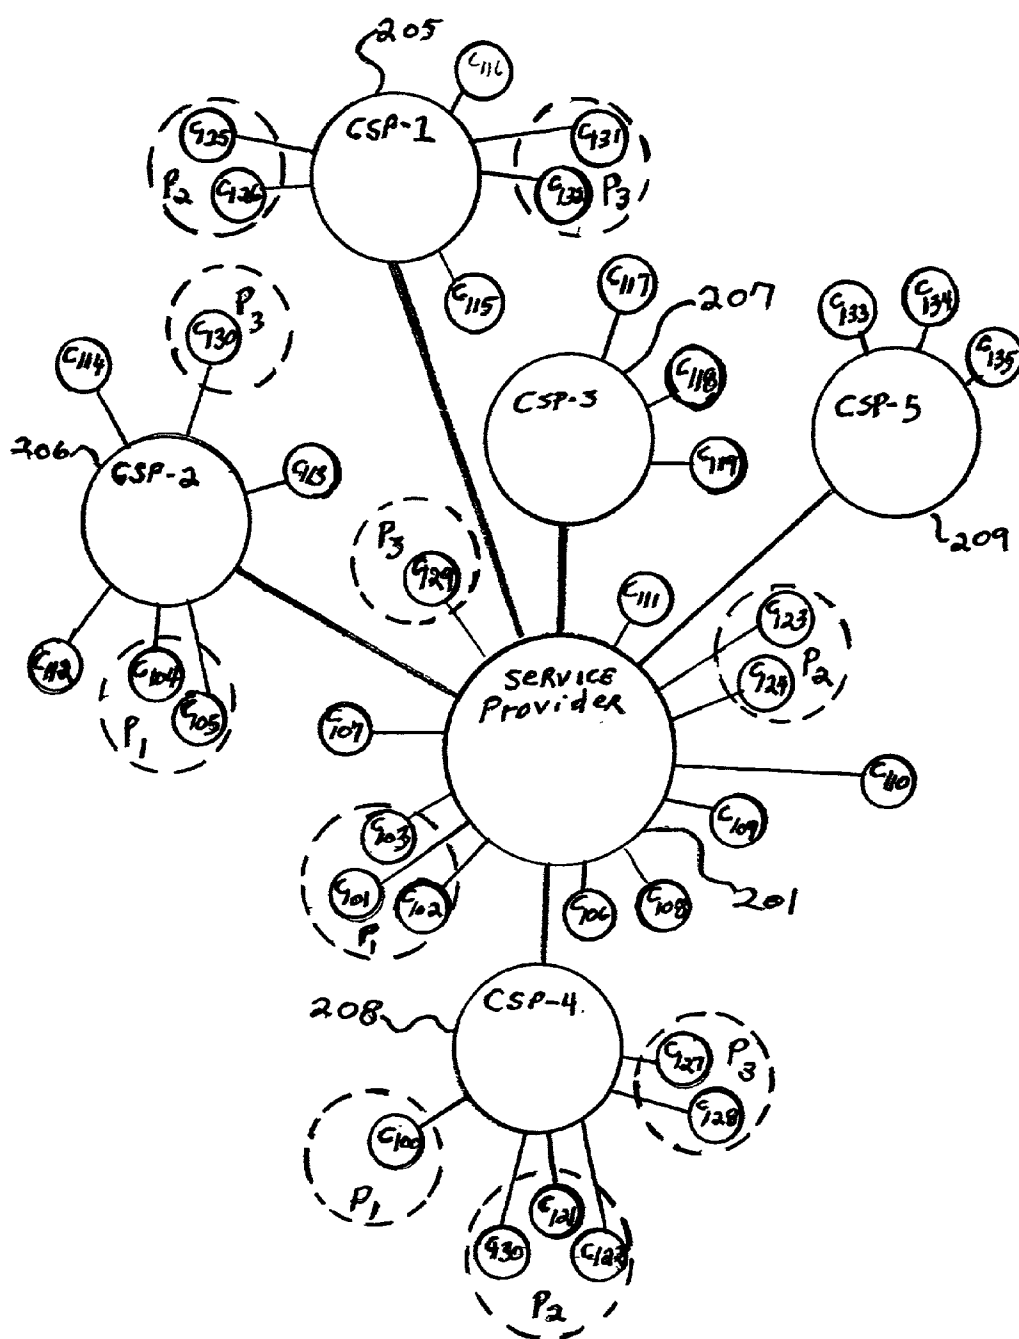 205
C116
CSP-1
C125
C126
P2
C131
C132
P3
C115
C117
207
C118
CSP-3
C119
C133
C134
C135
CSP-5
209
P3
C130
C114
206
CSP-2
C113
C112
C104
C105
P1
P3
C129
C111
C123
C124
P2
SERVICE
Provider
C107
C110
C109
C103
C101
C102
P1
C106
C108
201
208
CSP-4
C127
P3
C128
C100
P1
C121
C130
C122
P2